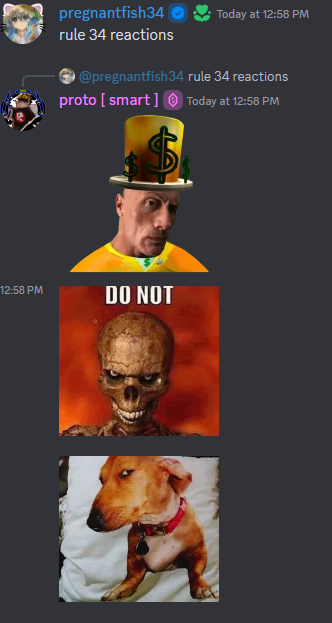 pregnantfish34 Today at 12:58 PM
rule 34 reactions
@pregnantfish34 rule 34 reactions
proto [ smart ] Today at 12:58 PM
$ $ $
$
12:58 PM
DO NOT